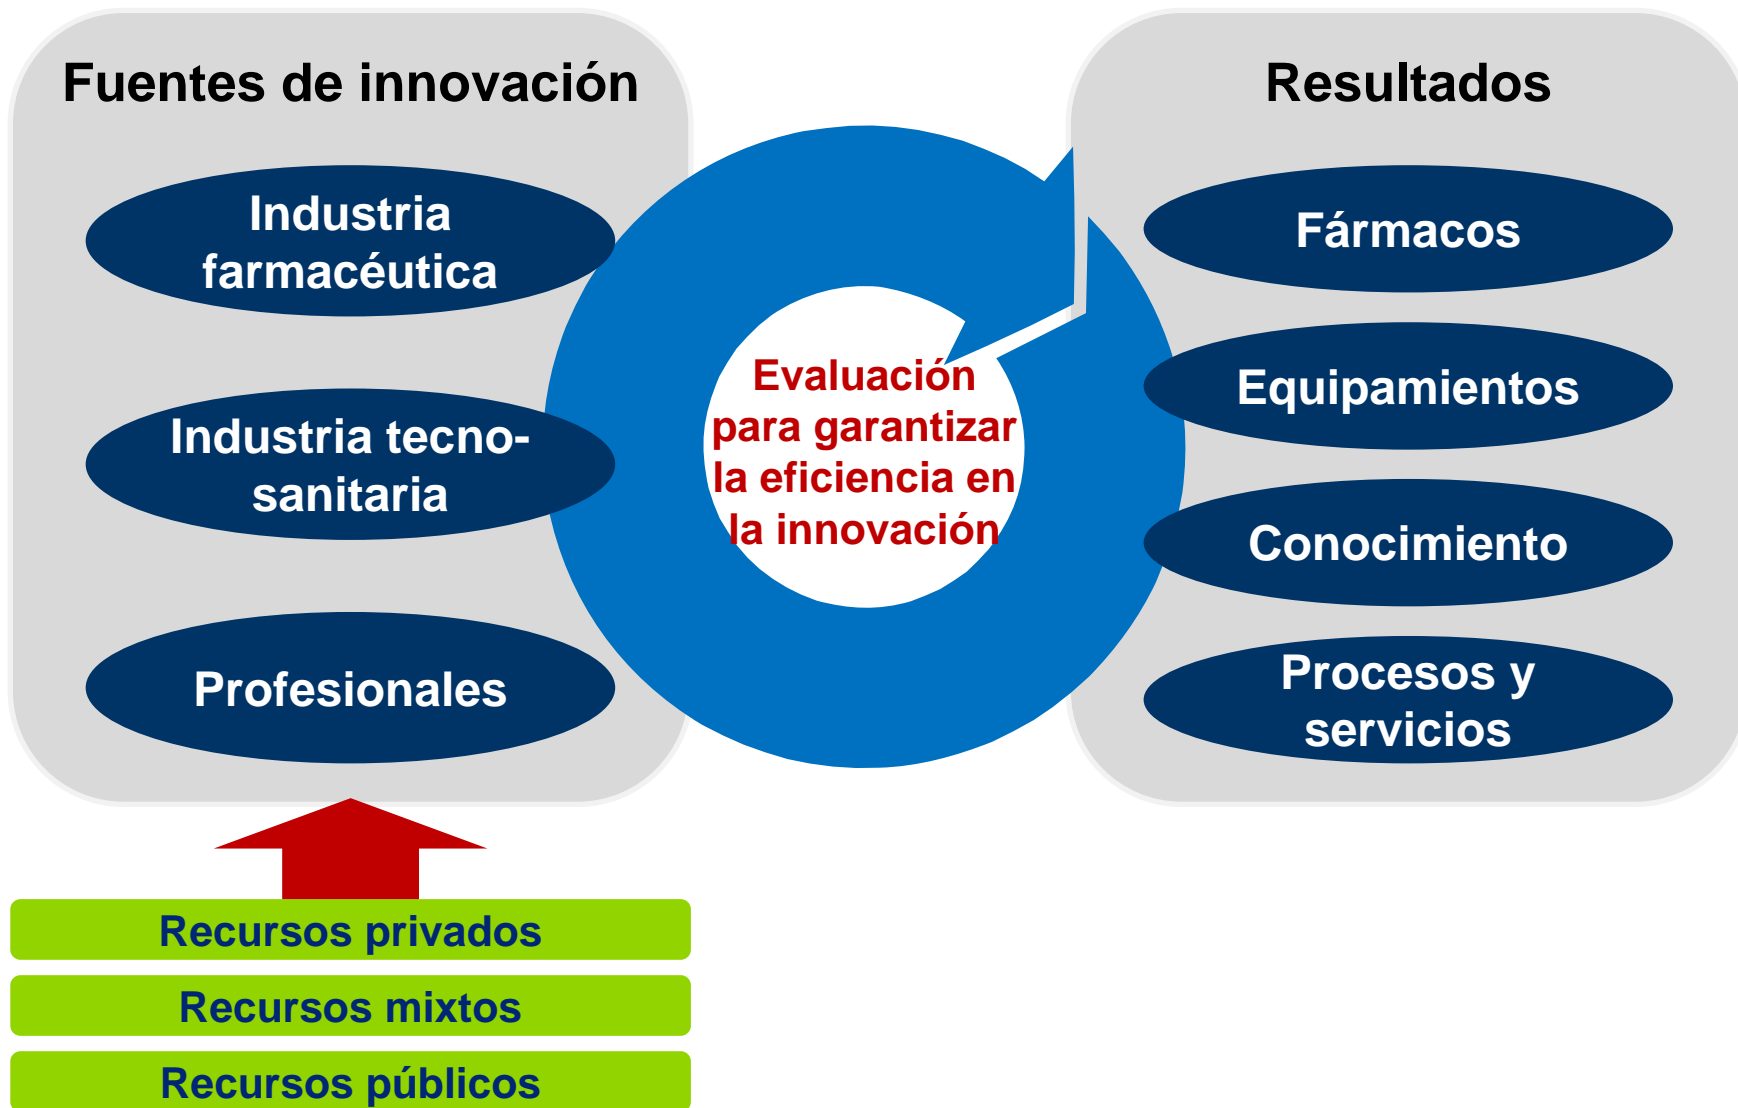 Fuentes de innovación
Industria
farmacéutica
Industria tecno-
sanitaria
Profesionales
Evaluación
para garantizar
la eficiencia en
la innovación
Resultados
Fármacos
Equipamientos
Conocimiento
Procesos y
servicios
Recursos privados
Recursos mixtos
Recursos públicos